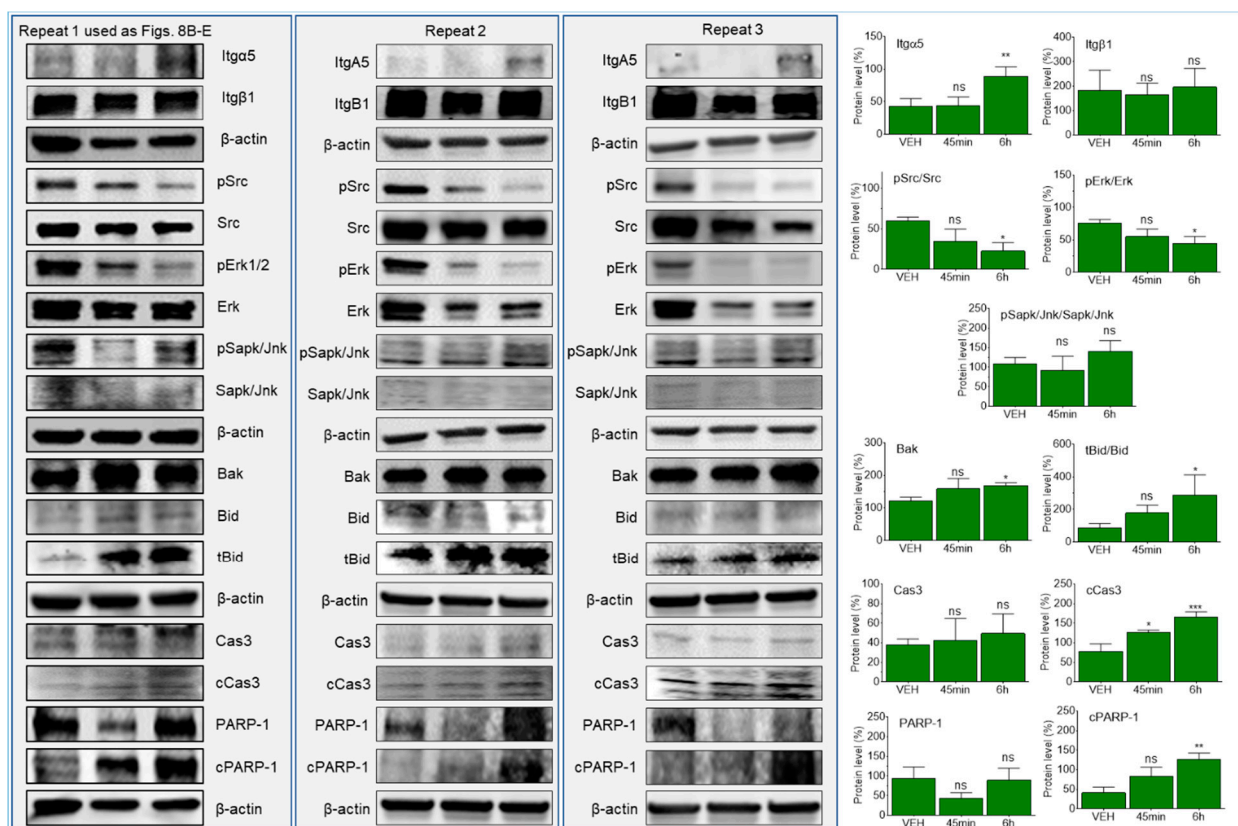 Repeat 1 used as Figs. 8B-E
Itgα5
Itgβ1
β-actin
pSrc
Src
pErk1/2
Erk
pSapk/Jnk
Sapk/Jnk
β-actin
Bak
Bid
tBid
β-actin
Cas3
cCas3
PARP-1
cPARP-1
β-actin
Repeat 2
ItgA5
ItgB1
β-actin
pSrc
Src
pErk
Erk
pSapk/Jnk
Sapk/Jnk
β-actin
Bak
Bid
tBid
β-actin
Cas3
cCas3
PARP-1
cPARP-1
β-actin
Repeat 3
ItgA5
ItgB1
β-actin
pSrc
Src
pErk
Erk
pSapk/Jnk
Sapk/Jnk
β-actin
Bak
Bid
tBid
β-actin
Cas3
cCas3
PARP-1
cPARP-1
β-actin
Itgα5
Protein level (%)
100
50
0
ns
**
VEH 45min 6h
Itgβ1
Protein level (%)
400
300
200
100
0
ns
ns
VEH 45min 6h
pSrc/Src
Protein level (%)
100
50
0
ns
*
VEH 45min 6h
pErk/Erk
Protein level (%)
150
100
50
0
ns
*
VEH 45min 6h
pSapk/Jnk/Sapk/Jnk
Protein level (%)
200
150
100
50
0
ns
ns
VEH 45min 6h
Bak
Protein level (%)
300
200
100
0
ns
*
VEH 45min 6h
tBid/Bid
Protein level (%)
600
400
200
0
ns
*
VEH 45min 6h
Cas3
Protein level (%)
100
80
60
40
20
0
ns
ns
VEH 45min 6h
cCas3
Protein level (%)
250
200
150
100
50
0
*
***
VEH 45min 6h
PARP-1
Protein level (%)
200
150
100
50
0
ns
ns
VEH 45min 6h
cPARP-1
Protein level (%)
200
150
100
50
0
ns
**
VEH 45min 6h